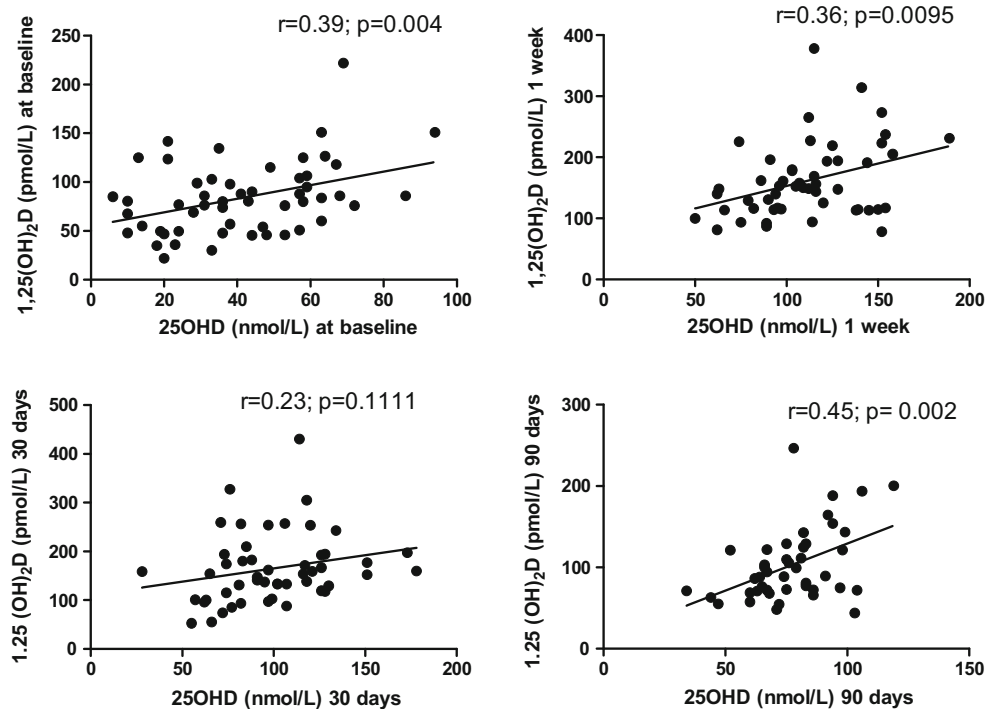 r=0.39; p=0.004
1,25(OH)2D (pmol/L) at baseline
250
200
150
100
50
0
0 20 40 60 80 100
25OHD (nmol/L) at baseline
r=0.36; p=0.0095
1,25(OH)2D (pmol/L) 1 week
400
300
200
100
0
0 50 100 150 200
25OHD (nmol/L) 1 week
r=0.23; p=0.1111
1.25 (OH)2D (pmol/L) 30 days
500
400
300
200
100
0
0 50 100 150 200
25OHD (nmol/L) 30 days
r=0.45; p= 0.002
1.25 (OH)2D (pmol/L) 90 days
300
200
100
0
0 50 100 150
25OHD (nmol/L) 90 days